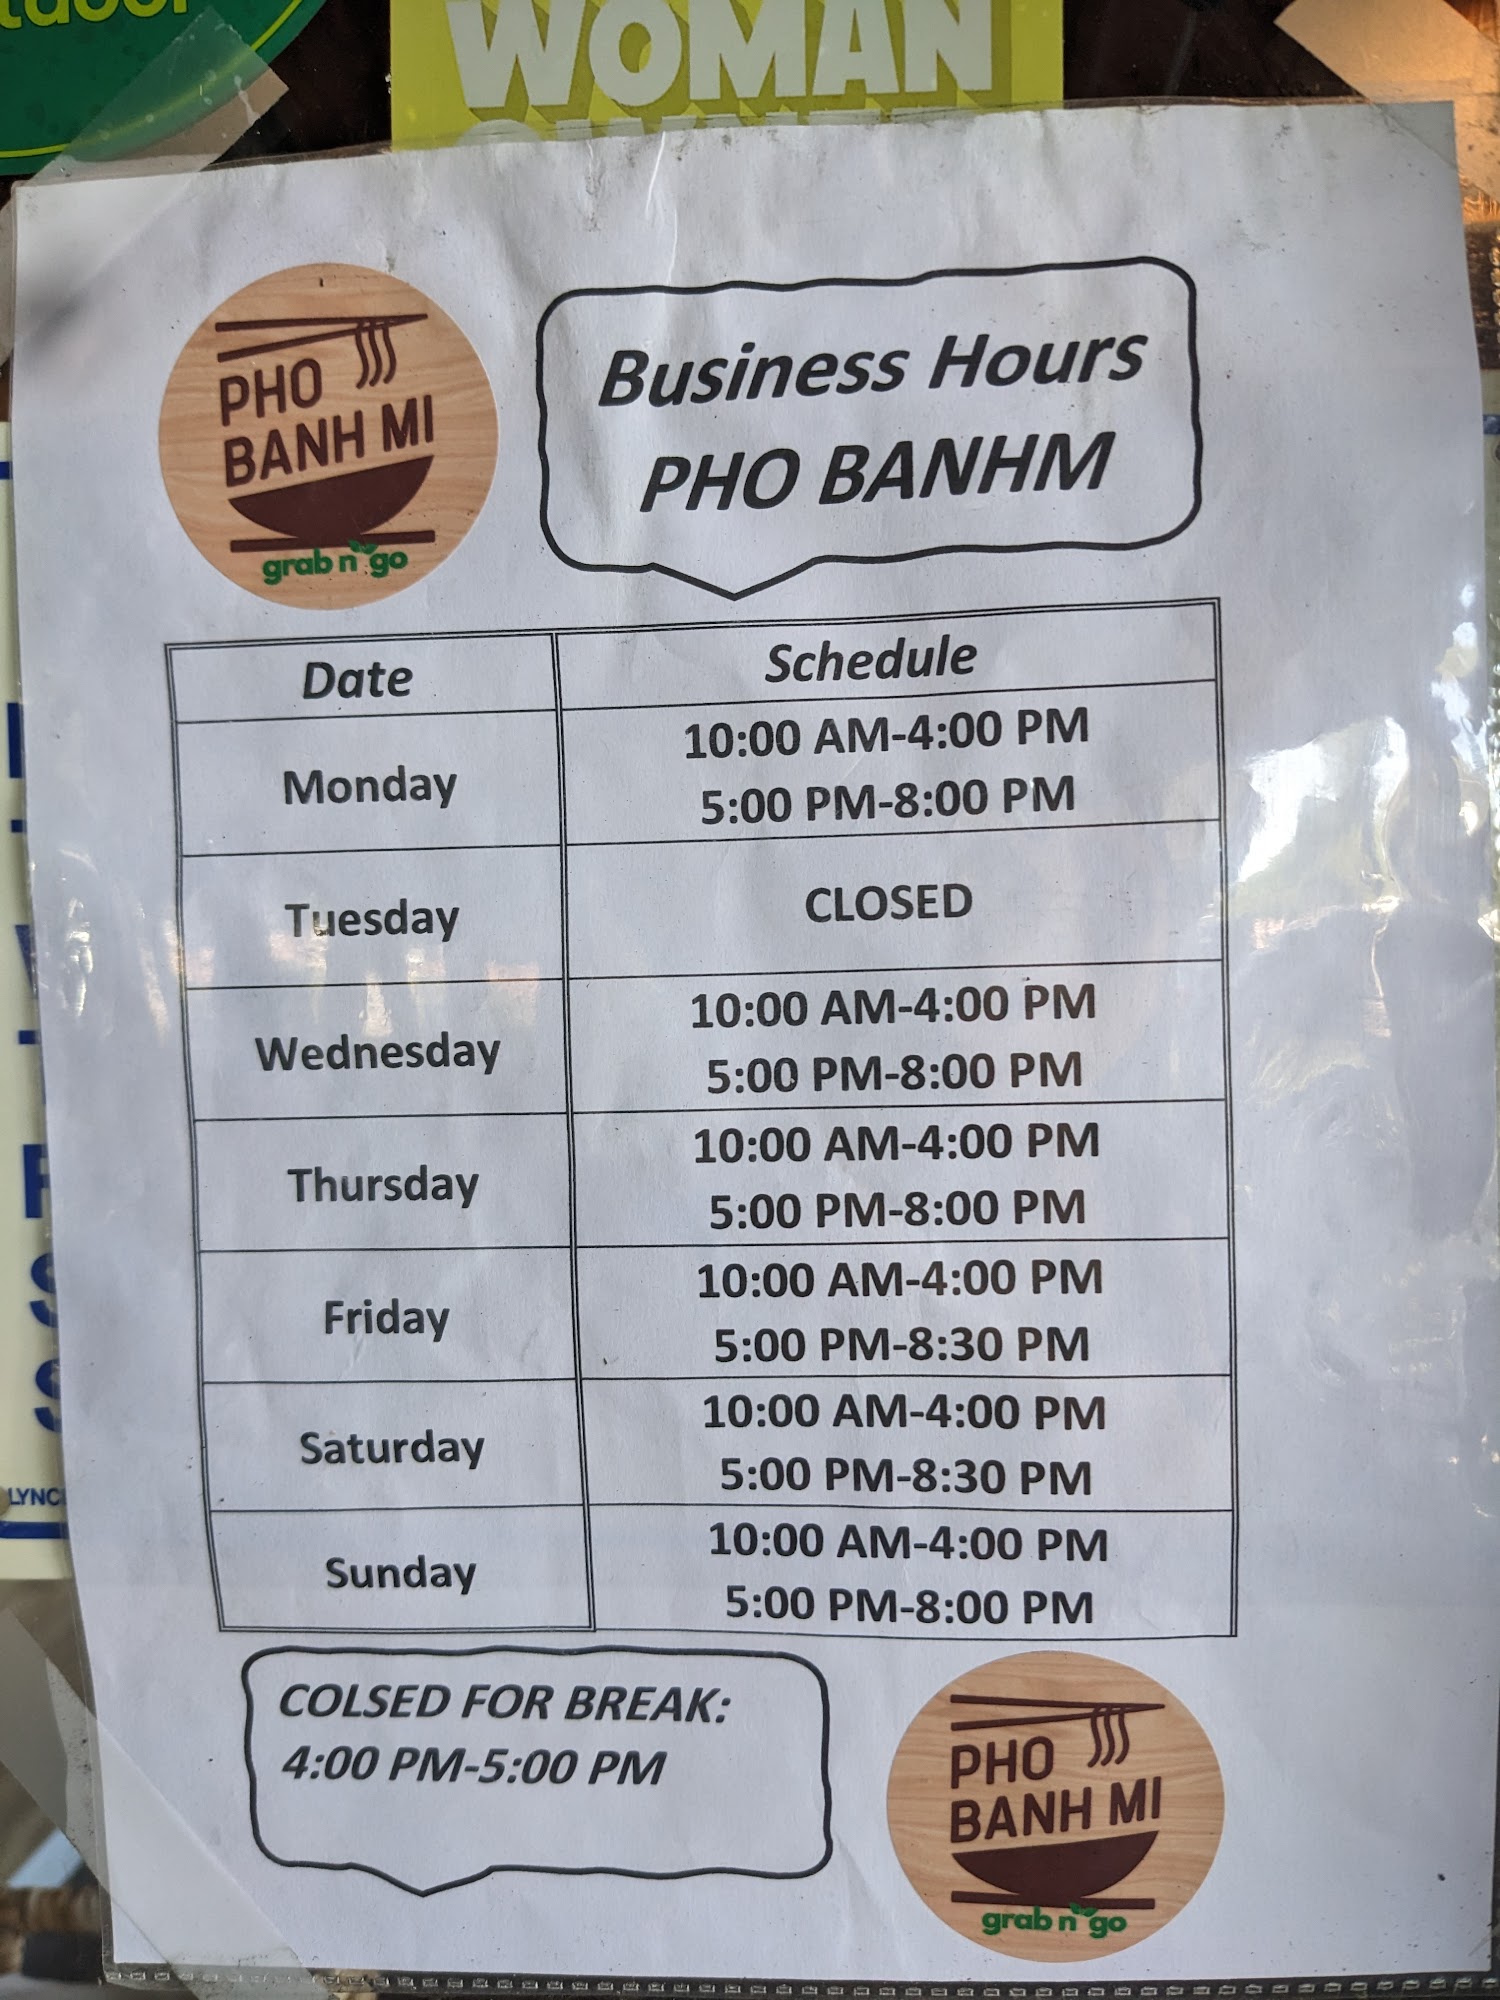 WOMAN
PHO
BANH MI
grab n go
Business Hours
PHO BANHM
Date Schedule
Monday 10:00 AM-4:00 PM
5:00 PM-8:00 PM
Tuesday CLOSED
Wednesday 10:00 AM-4:00 PM
5:00 PM-8:00 PM
Thursday 10:00 AM-4:00 PM
5:00 PM-8:00 PM
Friday 10:00 AM-4:00 PM
5:00 PM-8:30 PM
Saturday 10:00 AM-4:00 PM
5:00 PM-8:30 PM
Sunday 10:00 AM-4:00 PM
5:00 PM-8:00 PM
COLSED FOR BREAK:
4:00 PM-5:00 PM
PHO
BANH MI
grab n go